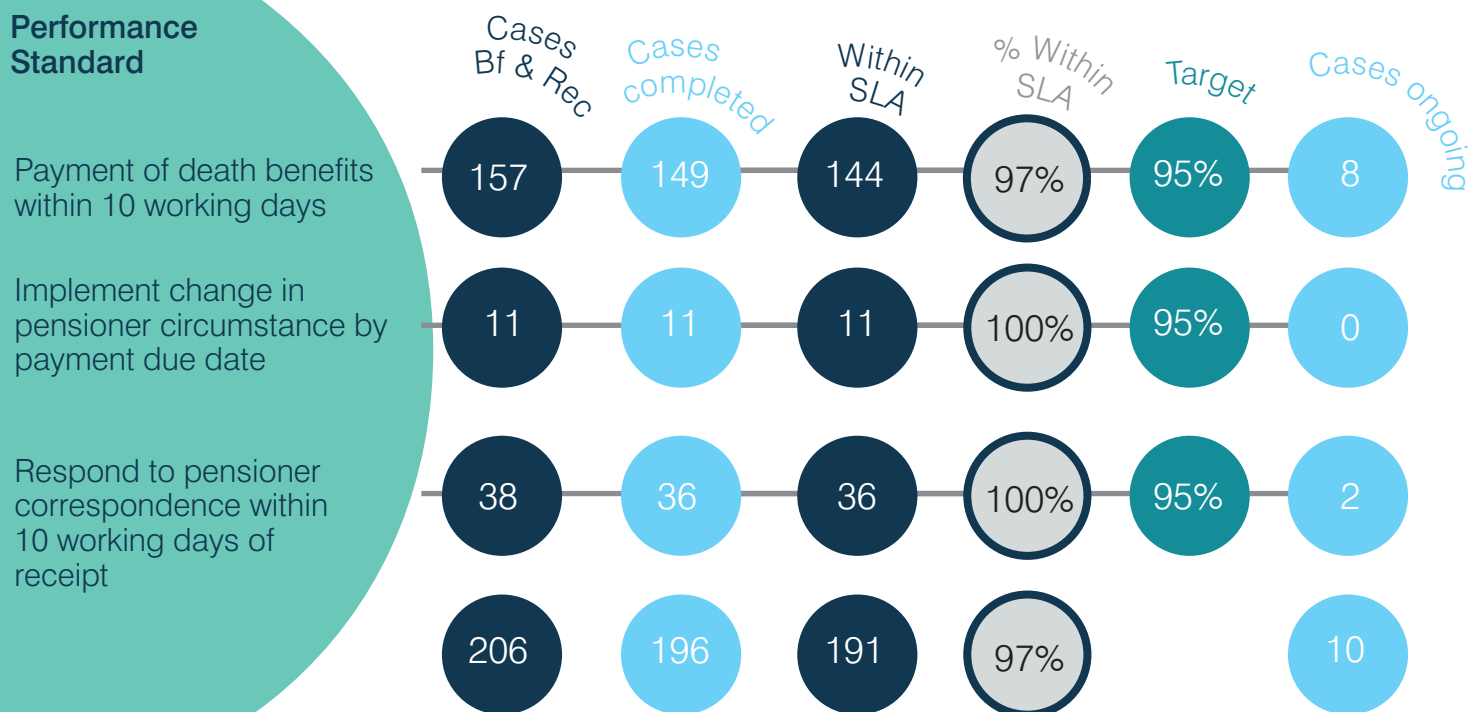 Performance
Standard
Cases
Bf & Rec
Cases
completed
Within
SLA
% Within
SLA
Target
Cases ongoing
Payment of death benefits
within 10 working days
157
149
144
97%
95%
8
Implement change in
pensioner circumstance by
payment due date
11
11
11
100%
95%
0
Respond to pensioner
correspondence within
10 working days of
receipt
38
36
36
100%
95%
2
206
196
191
97%
10